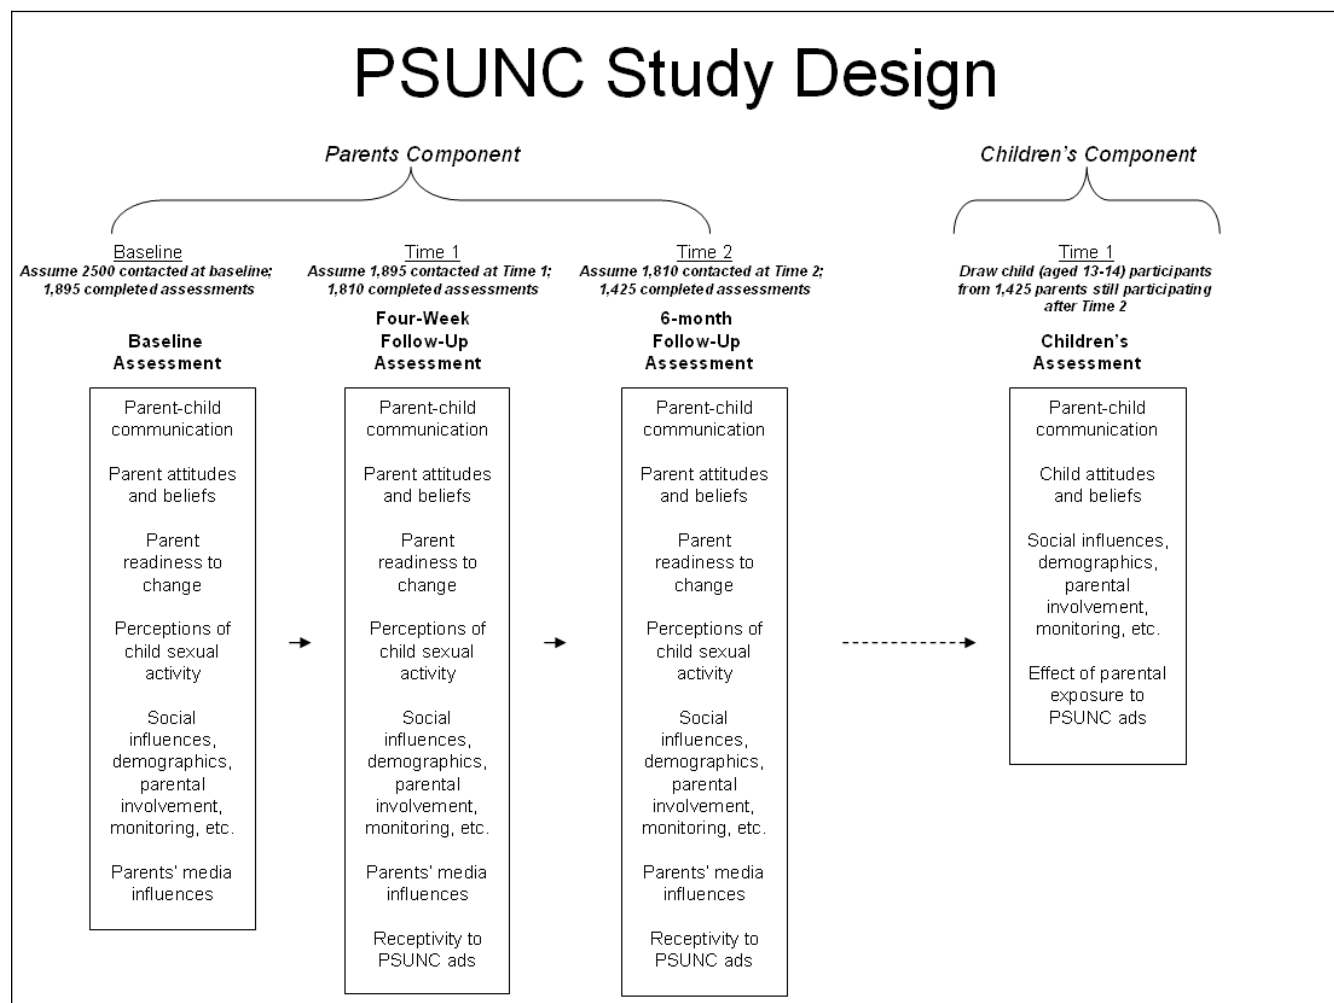 PSUNC Study Design
Parents Component
Children's Component
Baseline
Assume 2500 contacted at baseline;
1,895 completed assessments
Time 1
Assume 1,895 contacted at Time 1;
1,810 completed assessments
Time 2
Assume 1,810 contacted at Time 2;
1,425 completed assessments
Time 1
Draw child (aged 13-14) participants
from 1,425 parents still participating
after Time 2
Baseline
Assessment
Four-Week
Follow-Up
Assessment
6-month
Follow-Up
Assessment
Children's
Assessment
Parent-child
communication
Parent attitudes
and beliefs
Parent
readiness to
change
Perceptions of
child sexual
activity
Social
influences,
demographics,
parental
involvement,
monitoring, etc.
Parents' media
influences
Parent-child
communication
Parent attitudes
and beliefs
Parent
readiness to
change
Perceptions of
child sexual
activity
Social
influences,
demographics,
parental
involvement,
monitoring, etc.
Parents' media
influences
Receptivity to
PSUNC ads
Parent-child
communication
Parent attitudes
and beliefs
Parent
readiness to
change
Perceptions of
child sexual
activity
Social
influences,
demographics,
parental
involvement,
monitoring, etc.
Parents' media
influences
Receptivity to
PSUNC ads
Parent-child
communication
Child attitudes
and beliefs
Social influences,
demographics,
parental
involvement,
monitoring, etc.
Effect of parental
exposure to
PSUNC ads